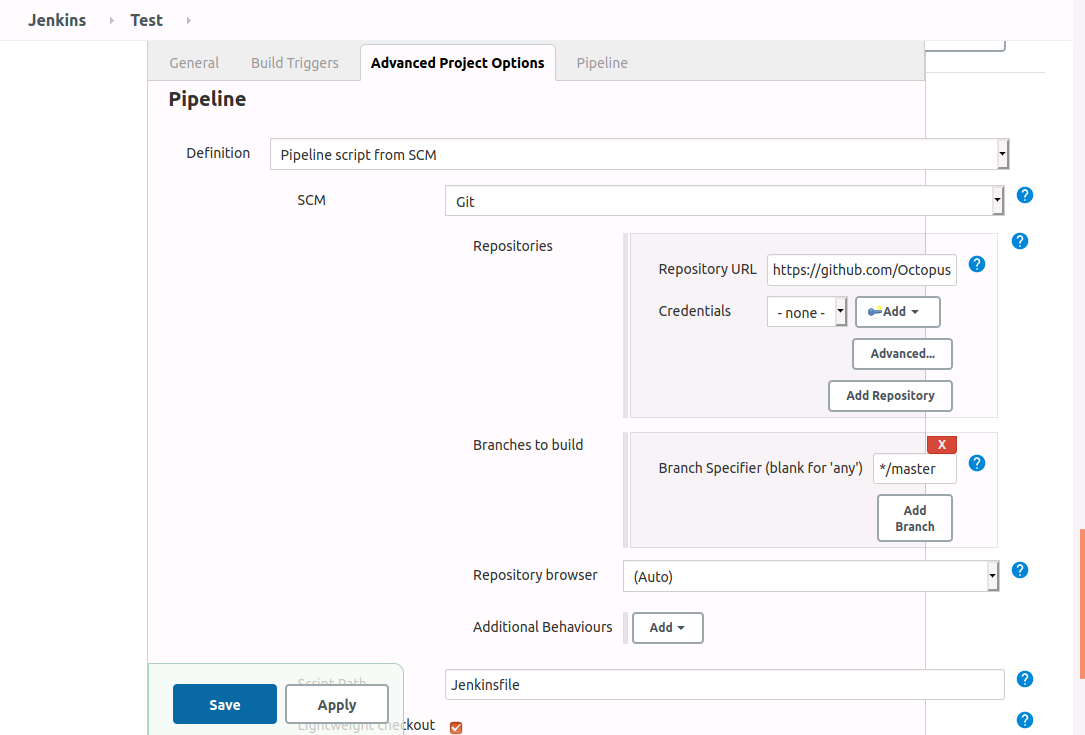 Jenkins Test
General Build Triggers Advanced Project Options Pipeline
Pipeline
Definition Pipeline script from SCM
SCM Git
Repositories
Repository URL https://github.com/Octopus
Credentials - none - Add
Advanced...
Add Repository
Branches to build
X
Branch Specifier (blank for 'any') */master
Add
Branch
Repository browser (Auto)
Additional Behaviours Add
Script Path Jenkinsfile
Save Apply
Lightweight checkout